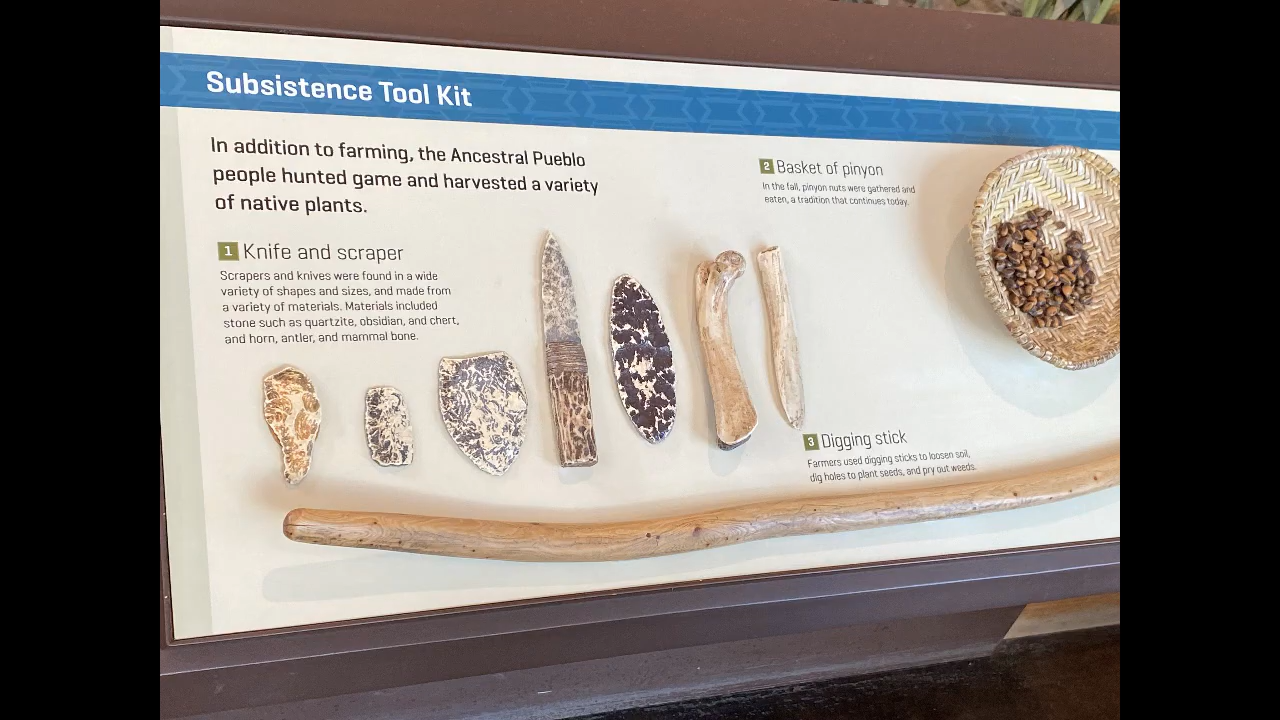 Subsistence Tool Kit
In addition to farming, the Ancestral Pueblo
people hunted game and harvested a variety
of native plants.
1 Knife and scraper
Scrapers and knives were found in a wide
variety of shapes and sizes, and made from
a variety of materials. Materials included
stone such as quartzite, obsidian, and chert,
and horn, antler, and mammal bone.
2 Basket of pinyon
In the fall, pinyon nuts were gathered and
eaten, a tradition that continues today.
3 Digging stick
Farmers used digging sticks to loosen soil,
dig holes to plant seeds, and pry out weeds.